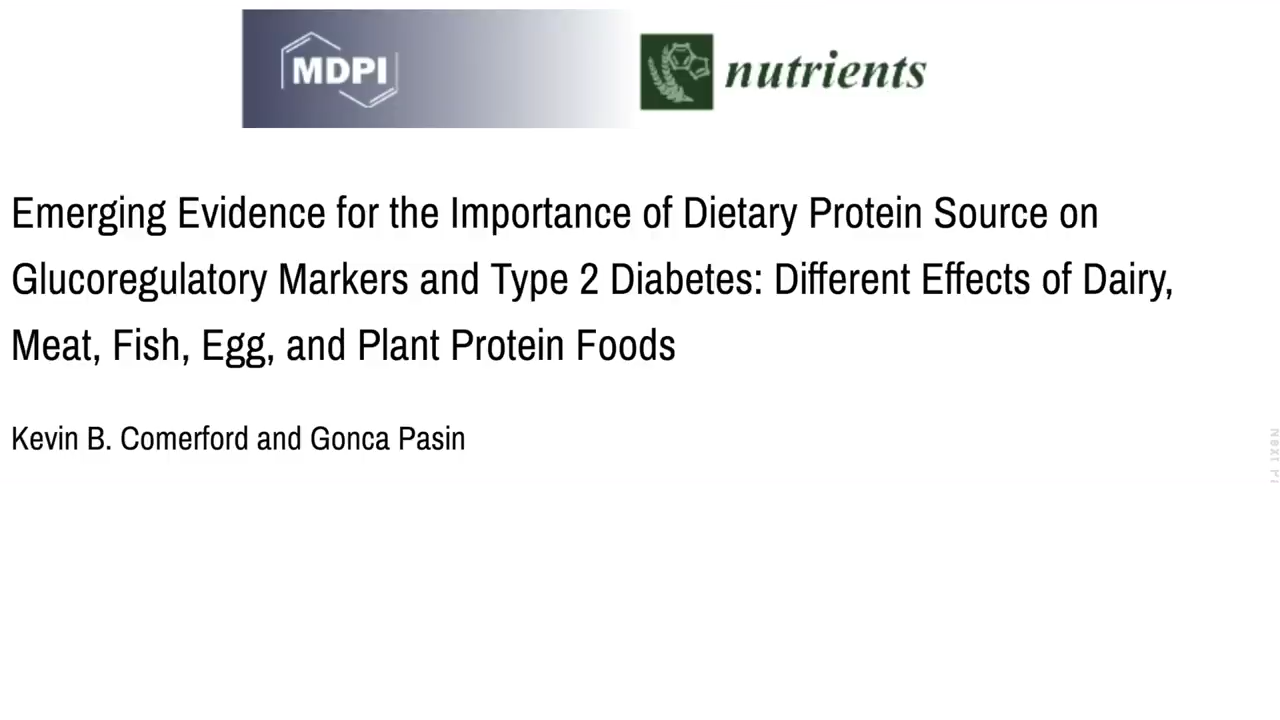 MDPI
nutrients
Emerging Evidence for the Importance of Dietary Protein Source on
Glucoregulatory Markers and Type 2 Diabetes: Different Effects of Dairy,
Meat, Fish, Egg, and Plant Protein Foods
Kevin B. Comerford and Gonca Pasin
Next